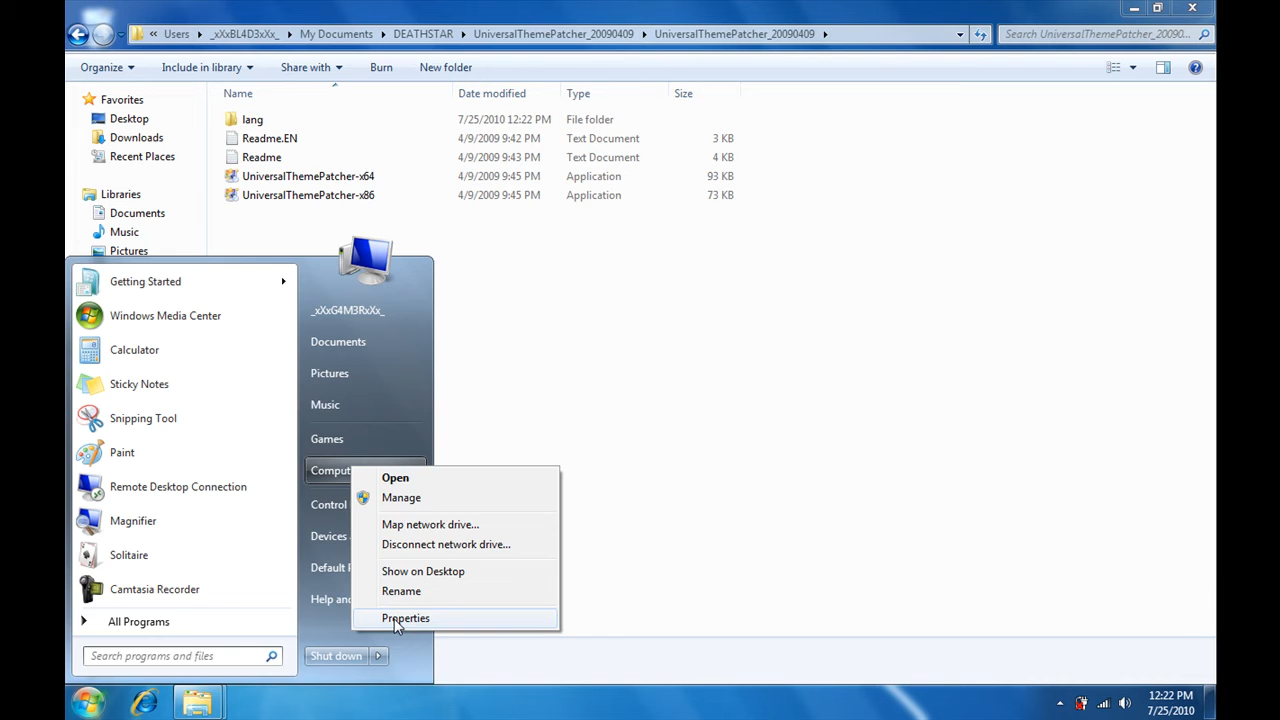 Users ▸ _xXxBL4D3xXx_ ▸ My Documents ▸ DEATHSTAR ▸ UniversalThemePatcher_20090409 ▸ UniversalThemePatcher_20090409 ▸
Search UniversalThemePatcher_20090...
Organize Include in library Share with Burn New folder
Favorites
Desktop
Downloads
Recent Places
Libraries
Documents
Music
Pictures
Name Date modified Type Size
lang 7/25/2010 12:22 PM File folder
Readme.EN 4/9/2009 9:42 PM Text Document 3 KB
Readme 4/9/2009 9:43 PM Text Document 4 KB
UniversalThemePatcher-x64 4/9/2009 9:45 PM Application 93 KB
UniversalThemePatcher-x86 4/9/2009 9:45 PM Application 73 KB
Getting Started
Windows Media Center
Calculator
Sticky Notes
Snipping Tool
Paint
Remote Desktop Connection
Magnifier
Solitaire
Camtasia Recorder
All Programs
Search programs and files
_xXxG4M3RxXx_
Documents
Pictures
Music
Games
Comput
Control
Devices
Default
Help and
Shut down
Open
Manage
Map network drive...
Disconnect network drive...
Show on Desktop
Rename
Properties
12:22 PM
7/25/2010